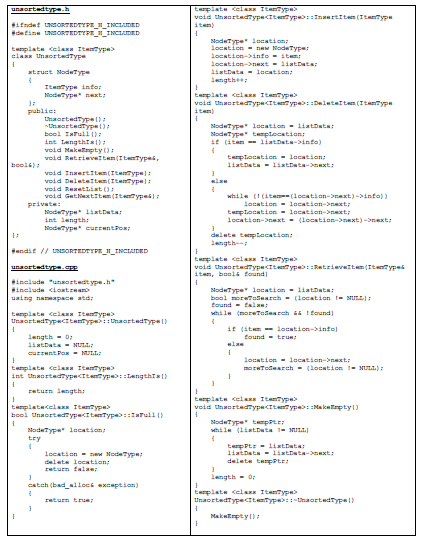 unsortedtype.h
#ifndef UNSORTEDTYPE_H_INCLUDED
#define UNSORTEDTYPE_H_INCLUDED
template <class ItemType>
class UnsortedType
{
struct NodeType
{
ItemType info;
NodeType* next;
};
public:
UnsortedType();
~UnsortedType();
bool IsFull();
int LengthIs();
void MakeEmpty();
void RetrieveItem(ItemType&,
bool&);
void InsertItem(ItemType);
void DeleteItem(ItemType);
void ResetList();
void GetNextItem(ItemType&);
private:
NodeType* listData;
int length;
NodeType* currentPos;
};
#endif // UNSORTEDTYPE_H_INCLUDED
unsortedtype.cpp
#include "unsortedtype.h"
#include <iostream>
using namespace std;
template <class ItemType>
UnsortedType<ItemType>::UnsortedType()
{
length = 0;
listData = NULL;
currentPos = NULL;
}
template <class ItemType>
int UnsortedType<ItemType>::LengthIs()
{
return length;
}
template<class ItemType>
bool UnsortedType<ItemType>::IsFull()
{
NodeType* location;
try
{
location = new NodeType;
delete location;
return false;
}
catch(bad_alloc& exception)
{
return true;
}
}
template <class ItemType>
void UnsortedType<ItemType>::InsertItem(ItemType
item)
{
NodeType* location;
location = new NodeType;
location->info = item;
location->next = listData;
listData = location;
length++;
}
template <class ItemType>
void UnsortedType<ItemType>::DeleteItem(ItemType
item)
{
NodeType* location = listData;
NodeType* tempLocation;
if (item == listData->info)
{
tempLocation = location;
listData = listData->next;
}
else
{
while (!(item==(location->next)->info))
location = location->next;
tempLocation = location->next;
location->next = (location->next)->next;
}
delete tempLocation;
length--;
}
template <class ItemType>
void UnsortedType<ItemType>::RetrieveItem(ItemType&
item, bool& found)
{
NodeType* location = listData;
bool moreToSearch = (location != NULL);
found = false;
while (moreToSearch && !found)
{
if (item == location->info)
found = true;
else
{
location = location->next;
moreToSearch = (location != NULL);
}
}
}
template <class ItemType>
void UnsortedType<ItemType>::MakeEmpty()
{
NodeType* tempPtr;
while (listData != NULL)
{
tempPtr = listData;
listData = listData->next;
delete tempPtr;
}
length = 0;
}
template <class ItemType>
UnsortedType<ItemType>::~UnsortedType()
{
MakeEmpty();
}